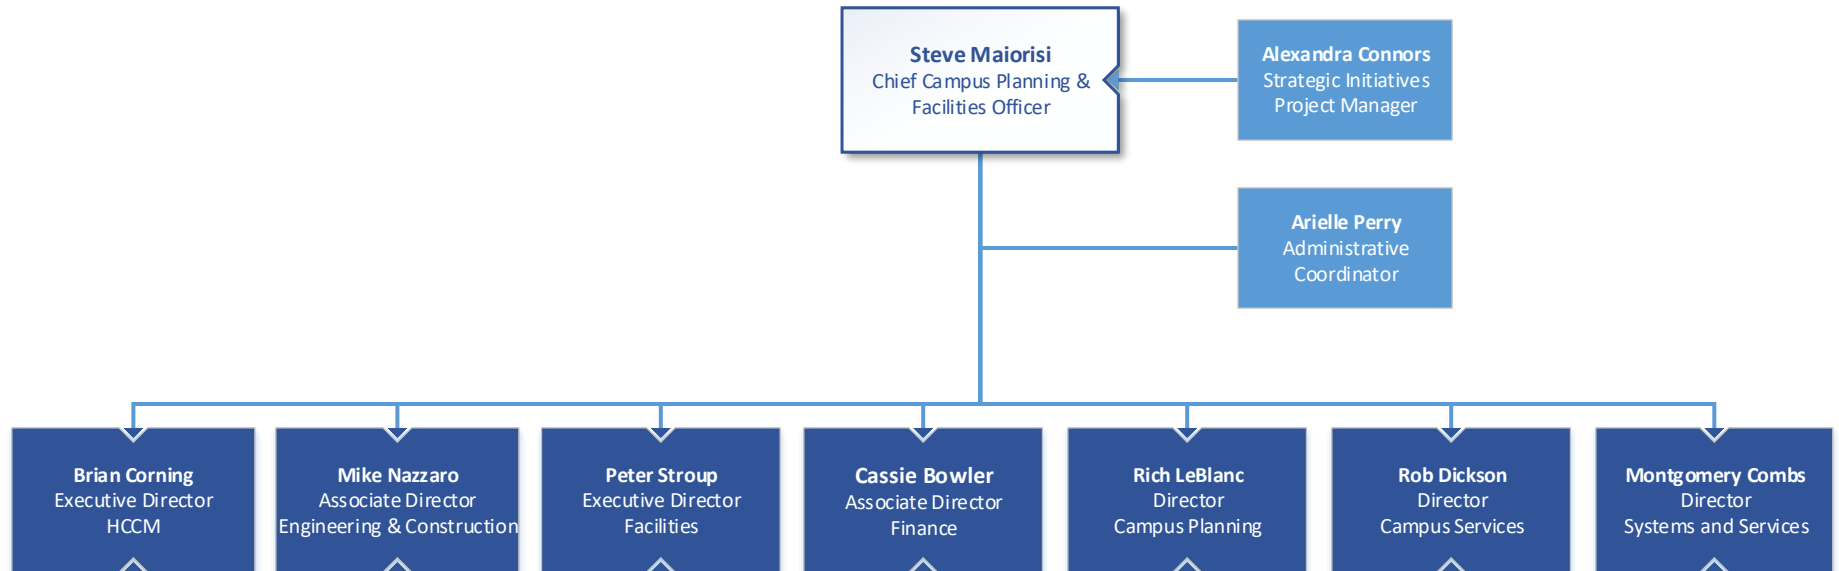 Steve Maiorisi
Chief Campus Planning &
Facilities Officer
Alexandra Connors
Strategic Initiatives
Project Manager
Arielle Perry
Administrative
Coordinator
Brian Corning
Executive Director
HCCM
Mike Nazzaro
Associate Director
Engineering & Construction
Peter Stroup
Executive Director
Facilities
Cassie Bowler
Associate Director
Finance
Rich LeBlanc
Director
Campus Planning
Rob Dickson
Director
Campus Services
Montgomery Combs
Director
Systems and Services